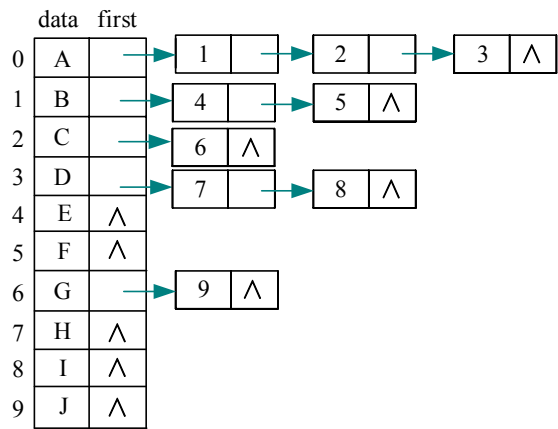 data first
0 A 1 2 3 ∧
1 B 4 5 ∧
2 C 6 ∧
3 D 7 8 ∧
4 E ∧
5 F ∧
6 G 9 ∧
7 H ∧
8 I ∧
9 J ∧